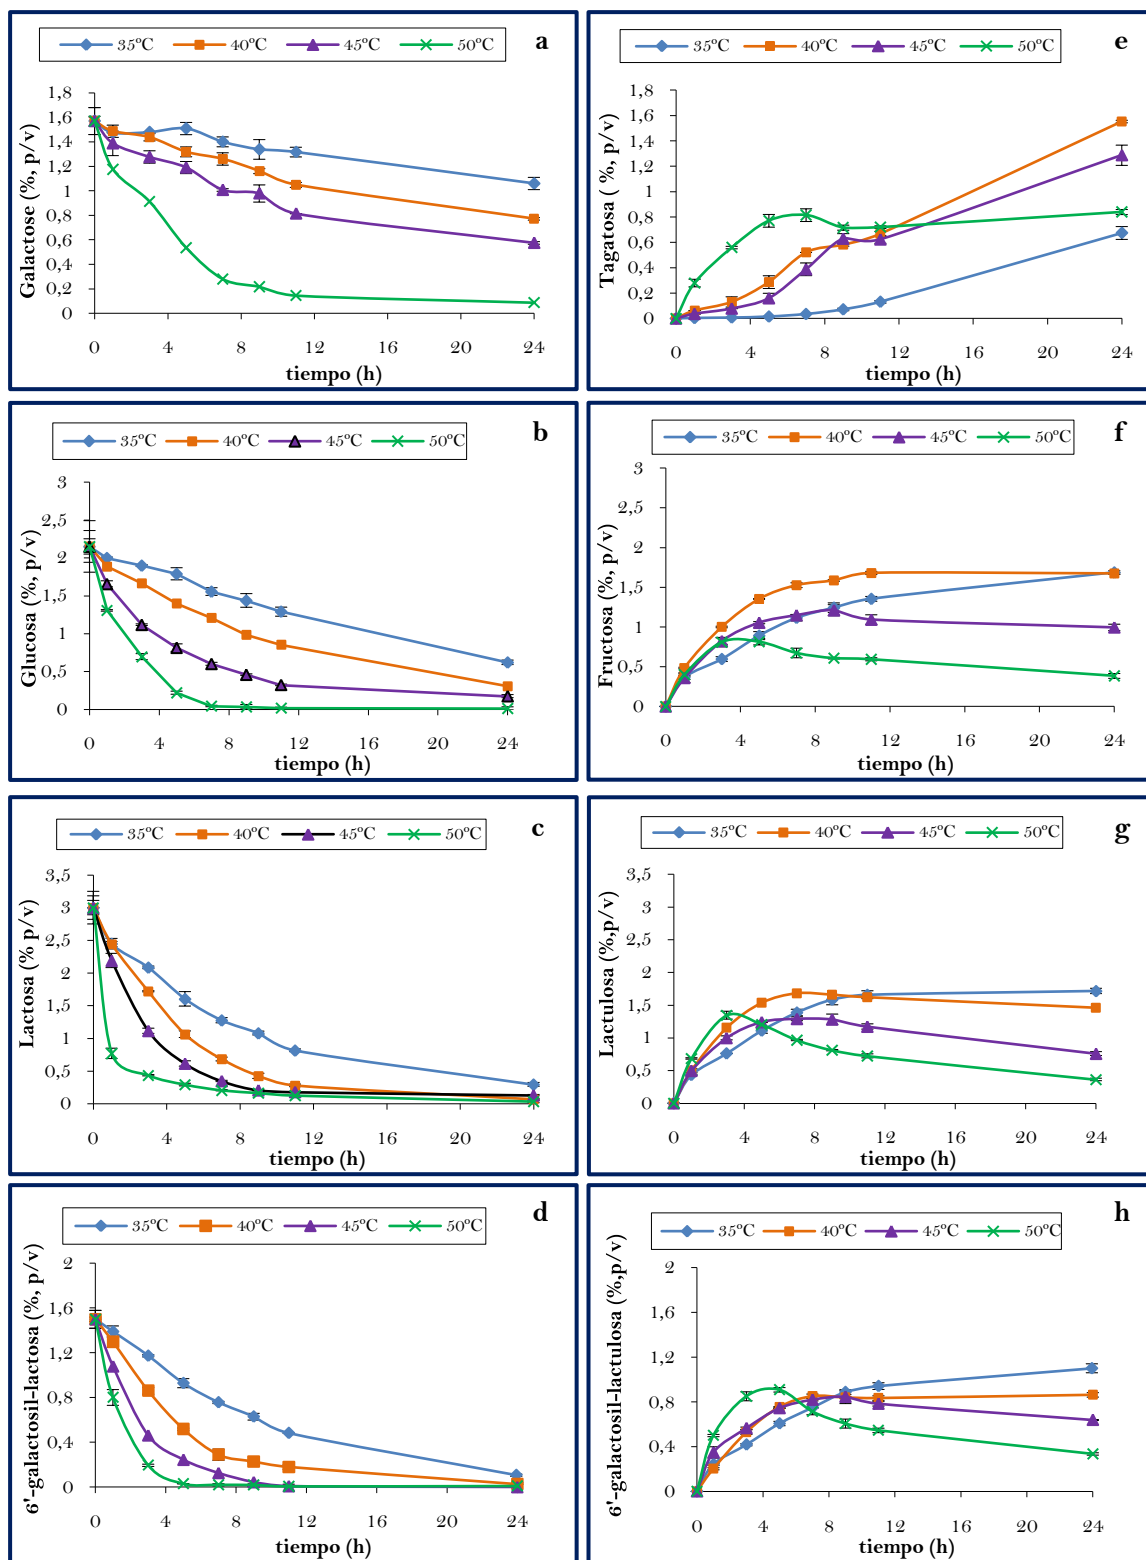 35ºC 40ºC 45ºC 50ºC
a
Galactose (%, p/v)
1,8
1,6
1,4
1,2
1
0,8
0,6
0,4
0,2
0
0 4 8 12 16 20 24
tiempo (h)
35ºC 40ºC 45ºC 50ºC
e
Tagatosa ( %, p/v)
1,8
1,6
1,4
1,2
1
0,8
0,6
0,4
0,2
0
0 4 8 12 16 20 24
tiempo (h)
35ºC 40ºC 45ºC 50ºC
b
Glucosa (%, p/v)
3
2,5
2
1,5
1
0,5
0
0 4 8 12 16 20 24
tiempo (h)
35ºC 40ºC 45ºC 50ºC
f
Fructosa (%, p/v)
3
2,5
2
1,5
1
0,5
0
0 4 8 12 16 20 24
tiempo (h)
35ºC 40ºC 45ºC 50ºC
c
Lactosa (% p/v)
3,5
3
2,5
2
1,5
1
0,5
0
0 4 8 12 16 20 24
tiempo (h)
35ºC 40ºC 45ºC 50ºC
g
Lactulosa (%,p/v)
3,5
3
2,5
2
1,5
1
0,5
0
0 4 8 12 16 20 24
tiempo (h)
35ºC 40ºC 45ºC 50ºC
d
6'-galactosil-lactosa (%, p/v)
2
1,6
1,2
0,8
0,4
0
0 4 8 12 16 20 24
tiempo (h)
35ºC 40ºC 45ºC 50ºC
h
6'-galactosil-lactulosa (%,p/v)
2
1,6
1,2
0,8
0,4
0
0 4 8 12 16 20 24
tiempo (h)